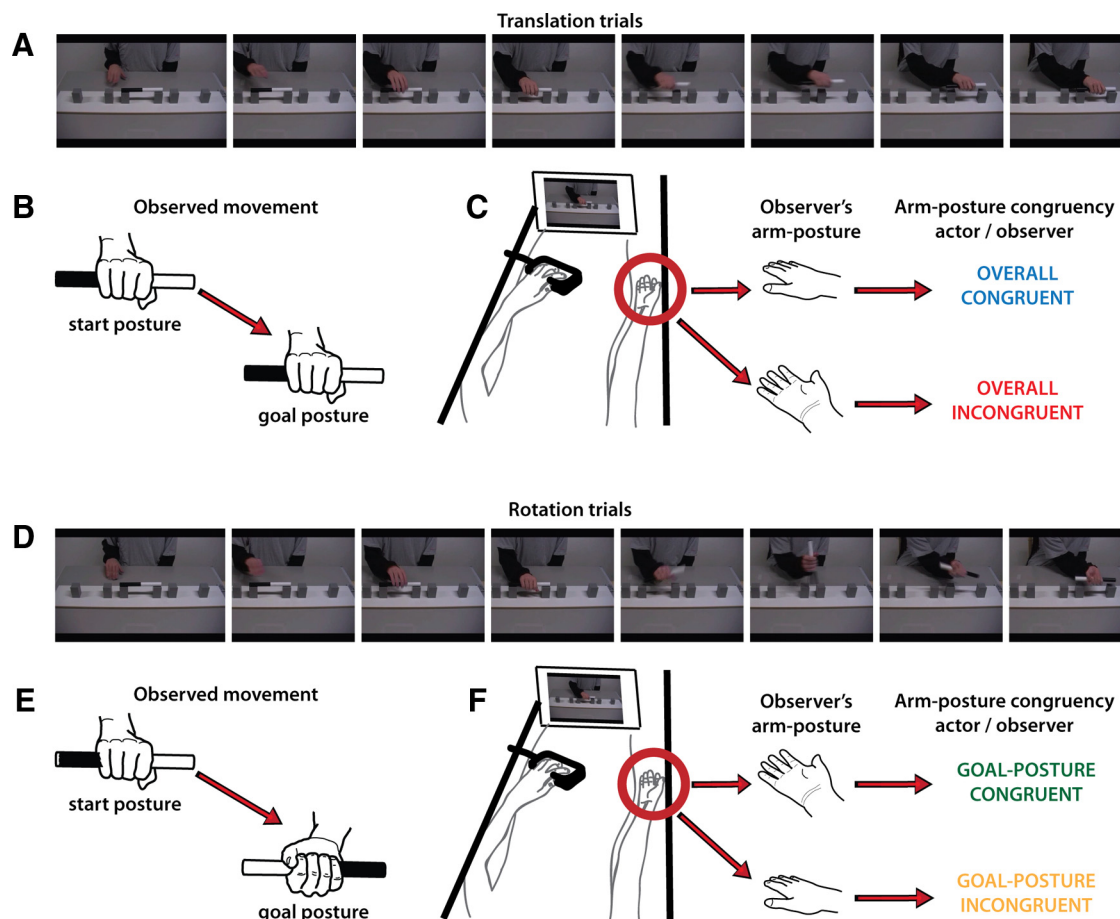 Translation trials
A
B
Observed movement
start posture
goal posture
C
Observer's
arm-posture
Arm-posture congruency
actor / observer
OVERALL
CONGRUENT
OVERALL
INCONGRUENT
Rotation trials
D
E
Observed movement
start posture
goal posture
F
Observer's
arm-posture
Arm-posture congruency
actor / observer
GOAL-POSTURE
CONGRUENT
GOAL-POSTURE
INCONGRUENT